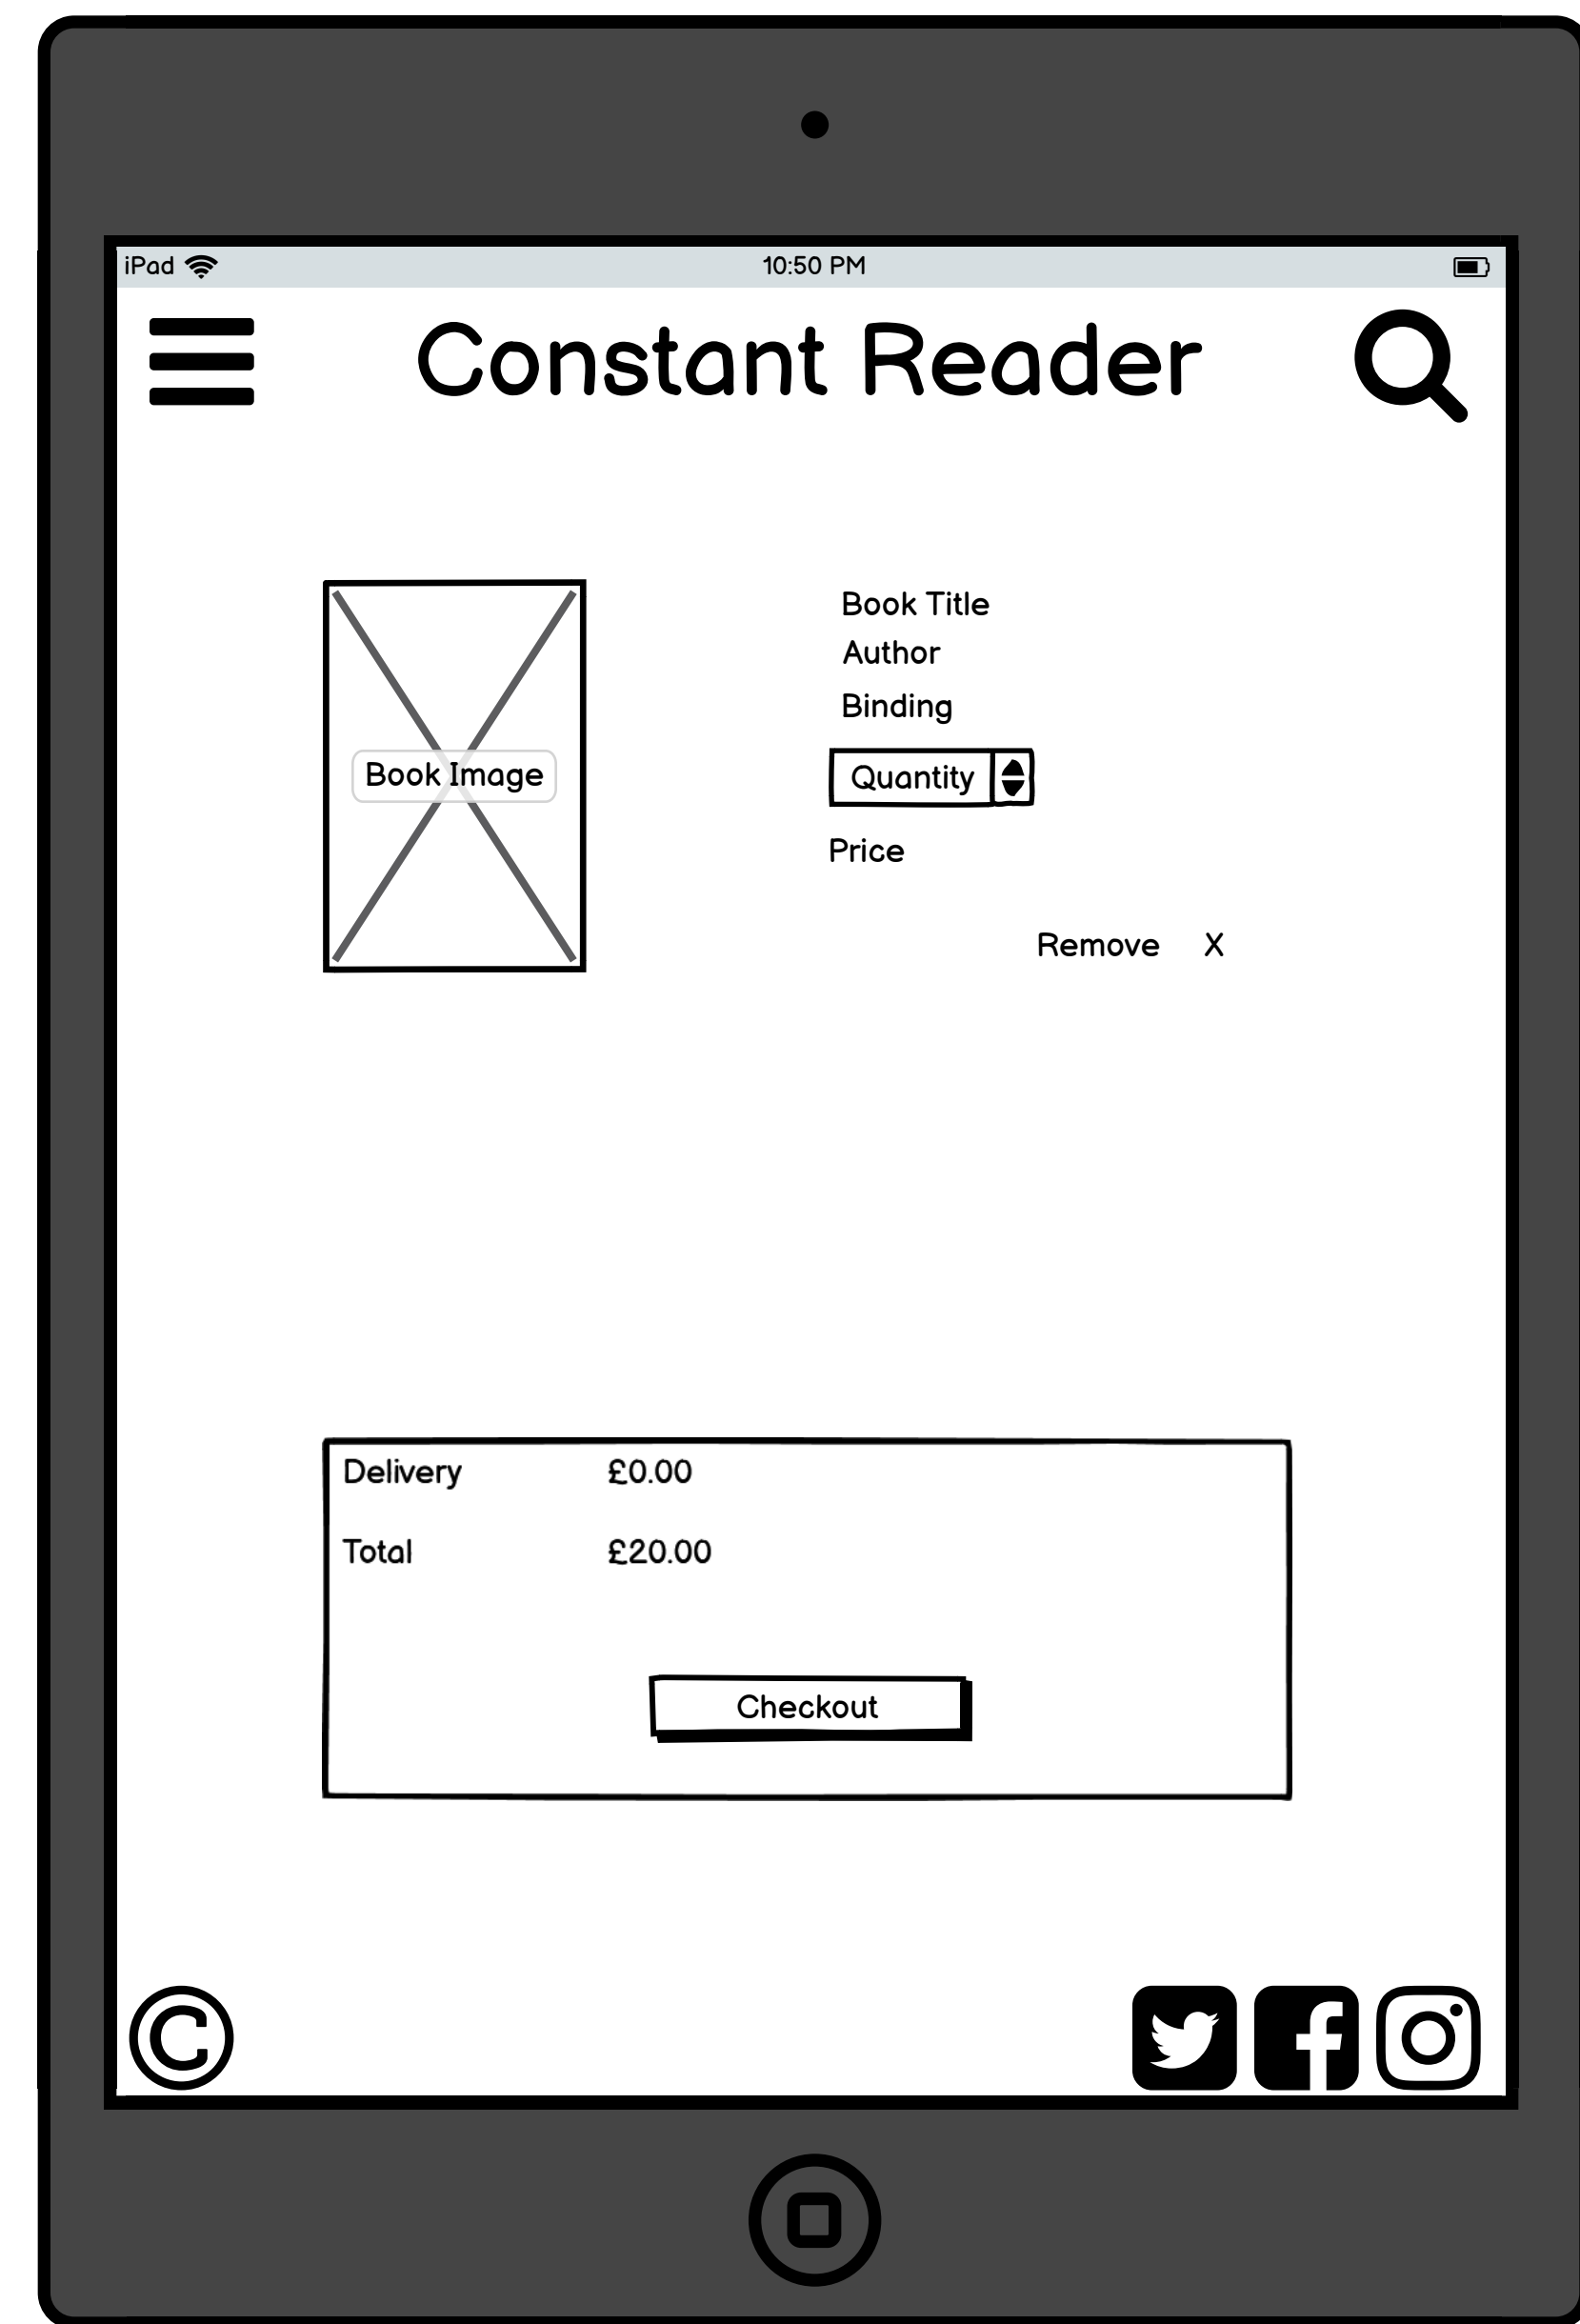 iPad 10:50 PM
Constant Reader
Book Image
Book Title
Author
Binding
Quantity
Price
Remove X
Delivery £0.00
Total £20.00
Checkout
©